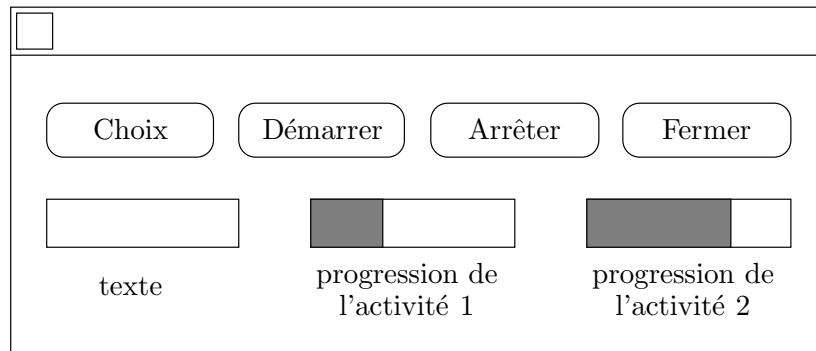 Choix Démarrer Arrêter Fermer
texte
progression de
l'activité 1
progression de
l'activité 2